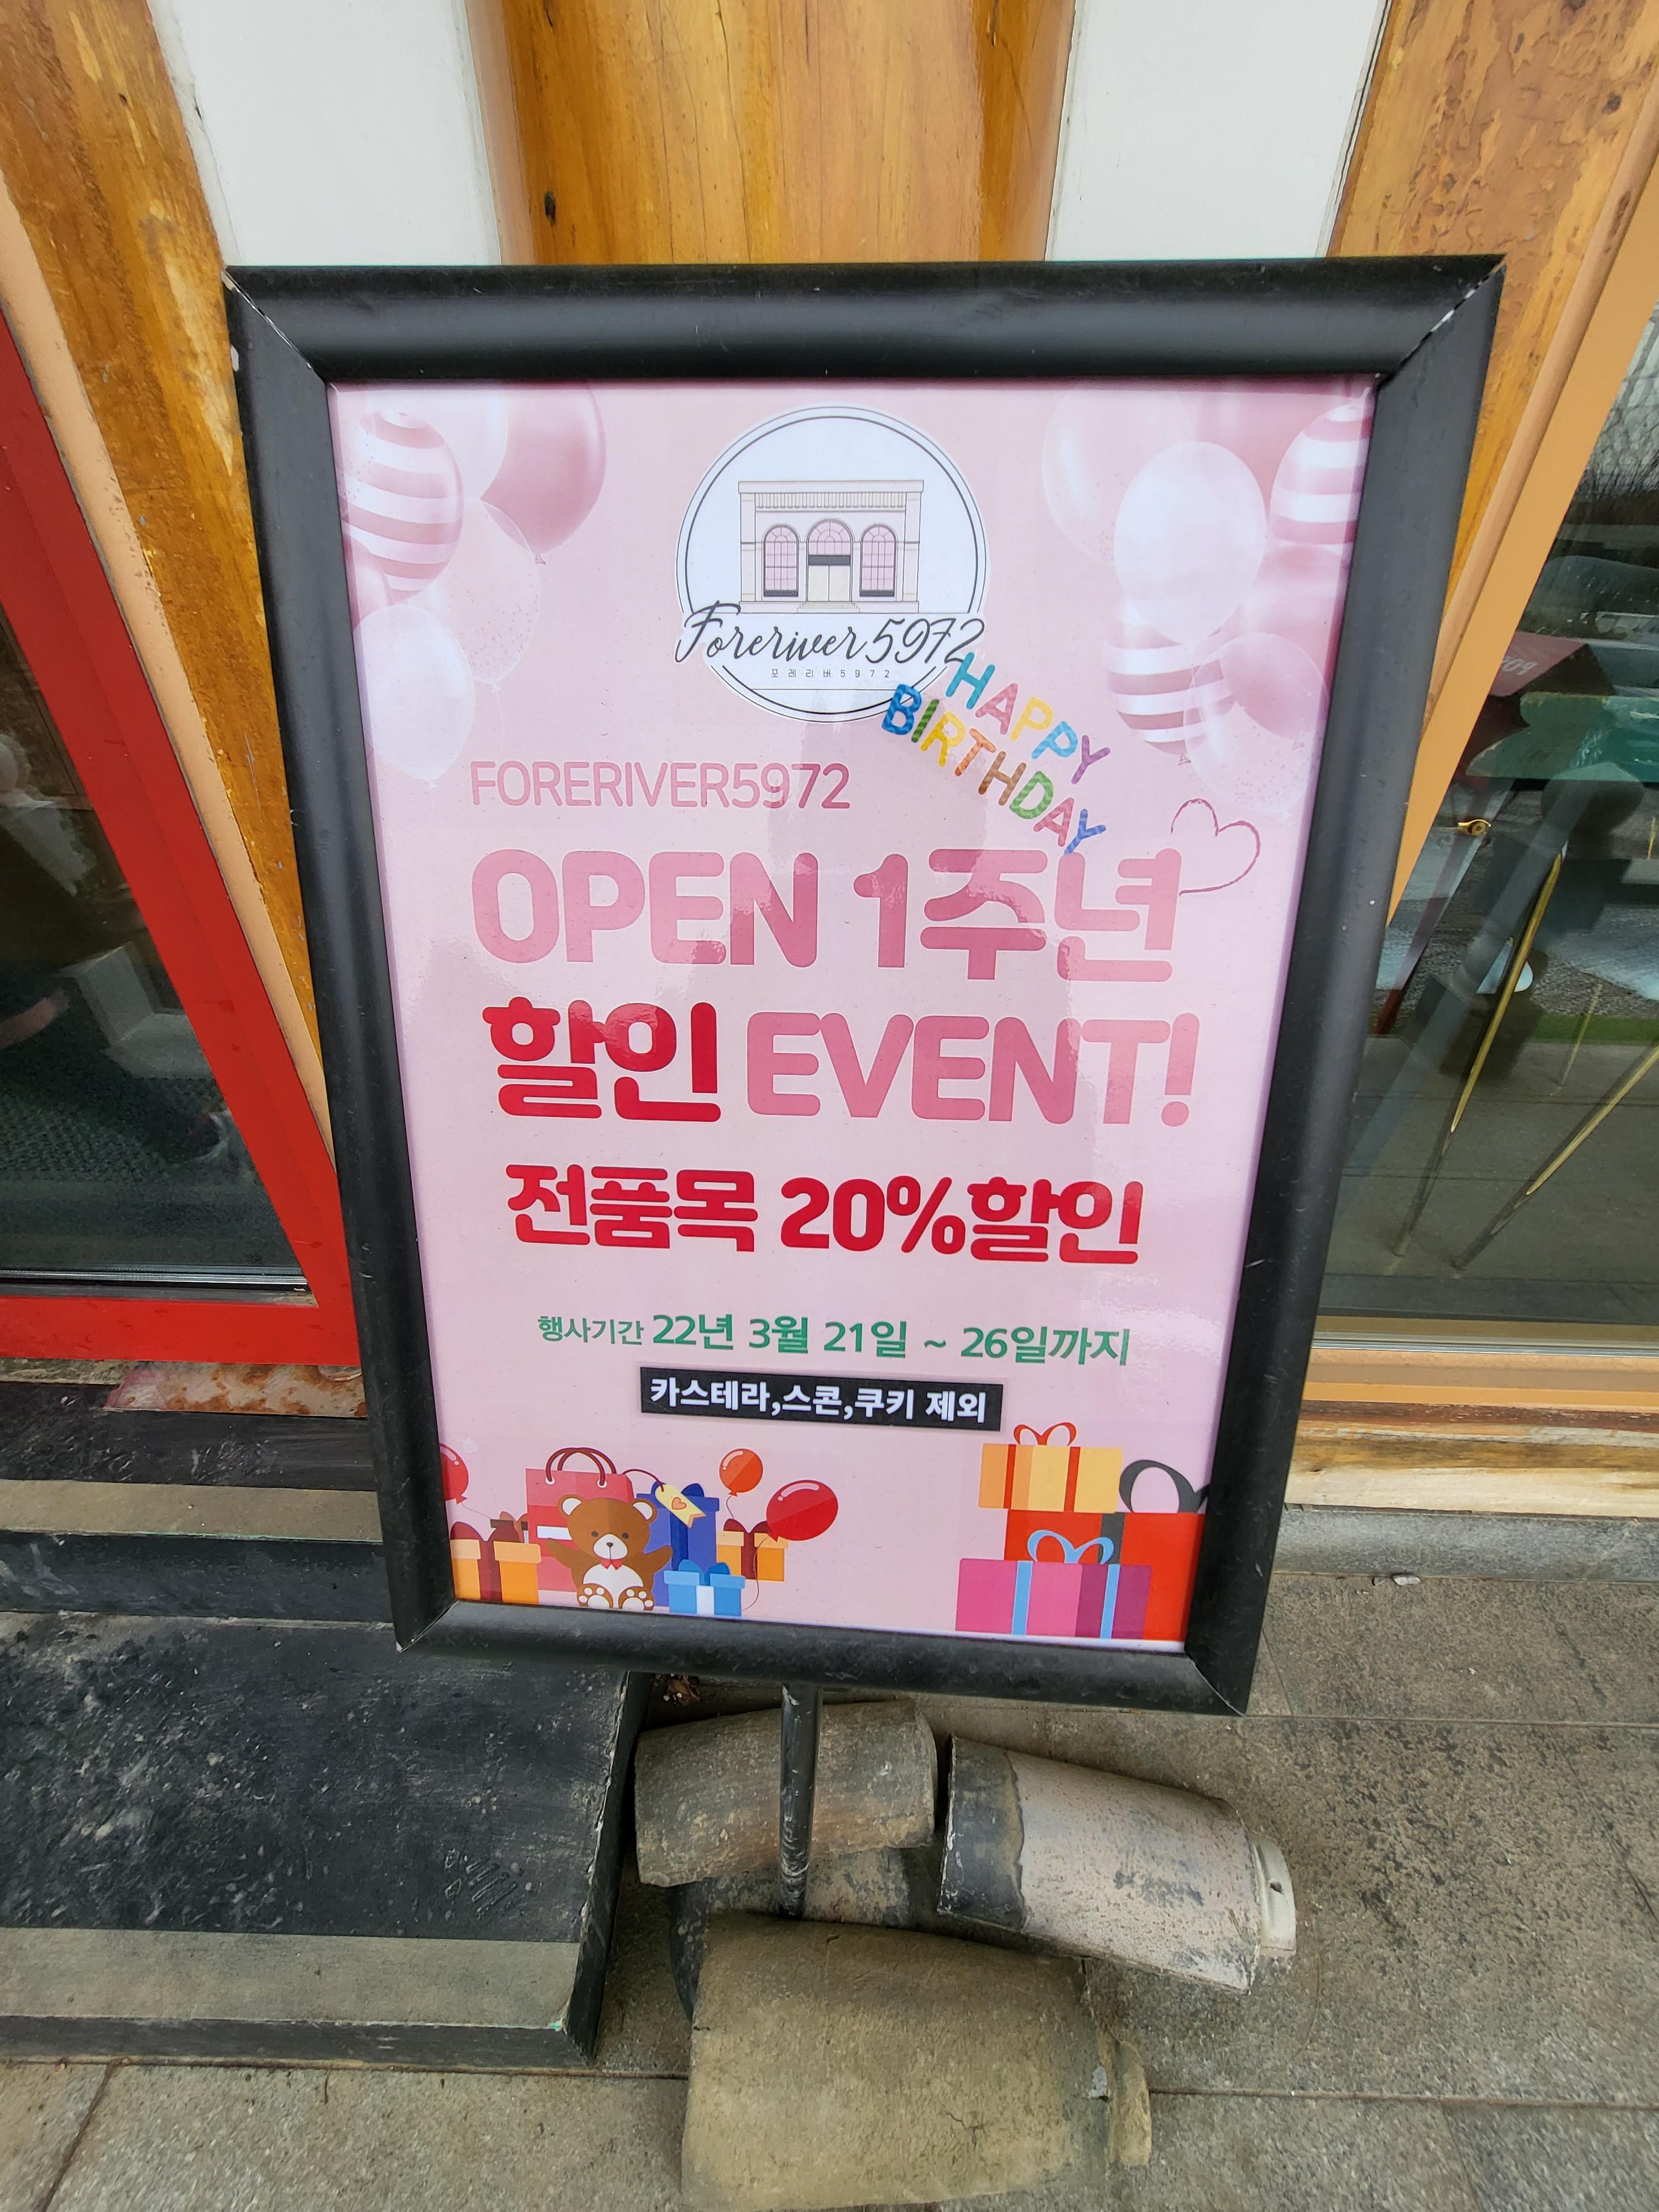 Foreriver 5972
포레리버5972
HAPPY
BIRTHDAY
FORERIVER5972
OPEN 1주년
할인 EVENT!
전품목 20%할인
행사기간 22년 3월 21일 ~ 26일까지
카스테라,스콘,쿠키 제외